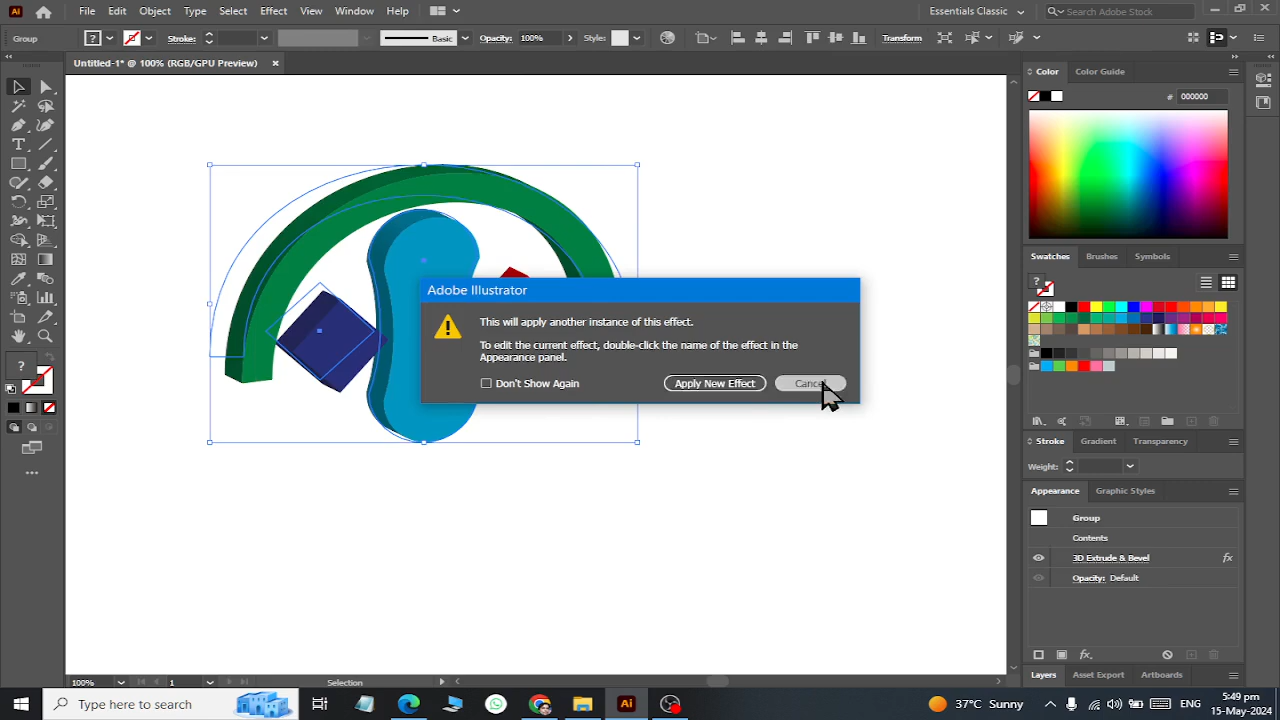 Ai File Edit Object Type Select Effect View Window Help Essentials Classic Search Adobe Stock
Group Stroke: Basic Opacity: 100% Style: Transform
Untitled-1* @ 100% (RGB/GPU Preview)
Color Color Guide
# 000000
Swatches Brushes Symbols
Adobe Illustrator
This will apply another instance of this effect.
To edit the current effect, double-click the name of the effect in the
Appearance panel.
Don't Show Again Apply New Effect Cancel
?
?
Stroke Gradient Transparency
Weight:
Appearance Graphic Styles
Group
Contents
3D Extrude & Bevel fx
Opacity: Default
fx
Layers Asset Export Artboards
100% 1 Selection
Type here to search Ai 37°C Sunny ENG 5:49 pm
15-May-2024